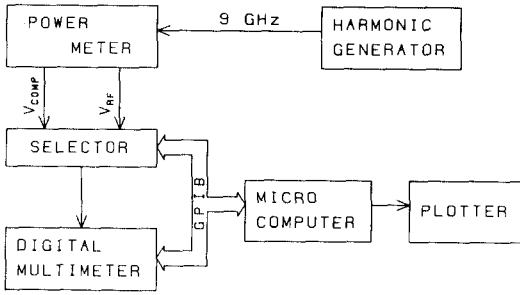 POWER
METER
9 GHz
HARMONIC
GENERATOR
VCOMP
VRF
SELECTOR
GPIB
MICRO
COMPUTER
PLOTTER
DIGITAL
MULTIMETER